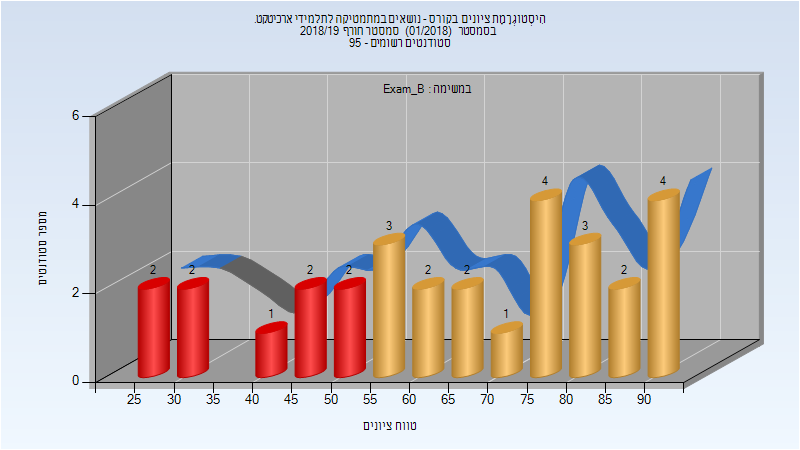 הִיסְטוֹגְרָמַת ציונים בקורס - נושאים במתמטיקה לתלמידי ארכיטקט.
בסמסטר (01/2018) סמסטר חורף 2018/19
סטודנטים רשומים - 95
במשימה : Exam_B
מספר סטודנטים
6
4
2
0
2 2 1 2 2 3 2 2 1 4 3 2 4
25 30 35 40 45 50 55 60 65 70 75 80 85 90
טווח ציונים